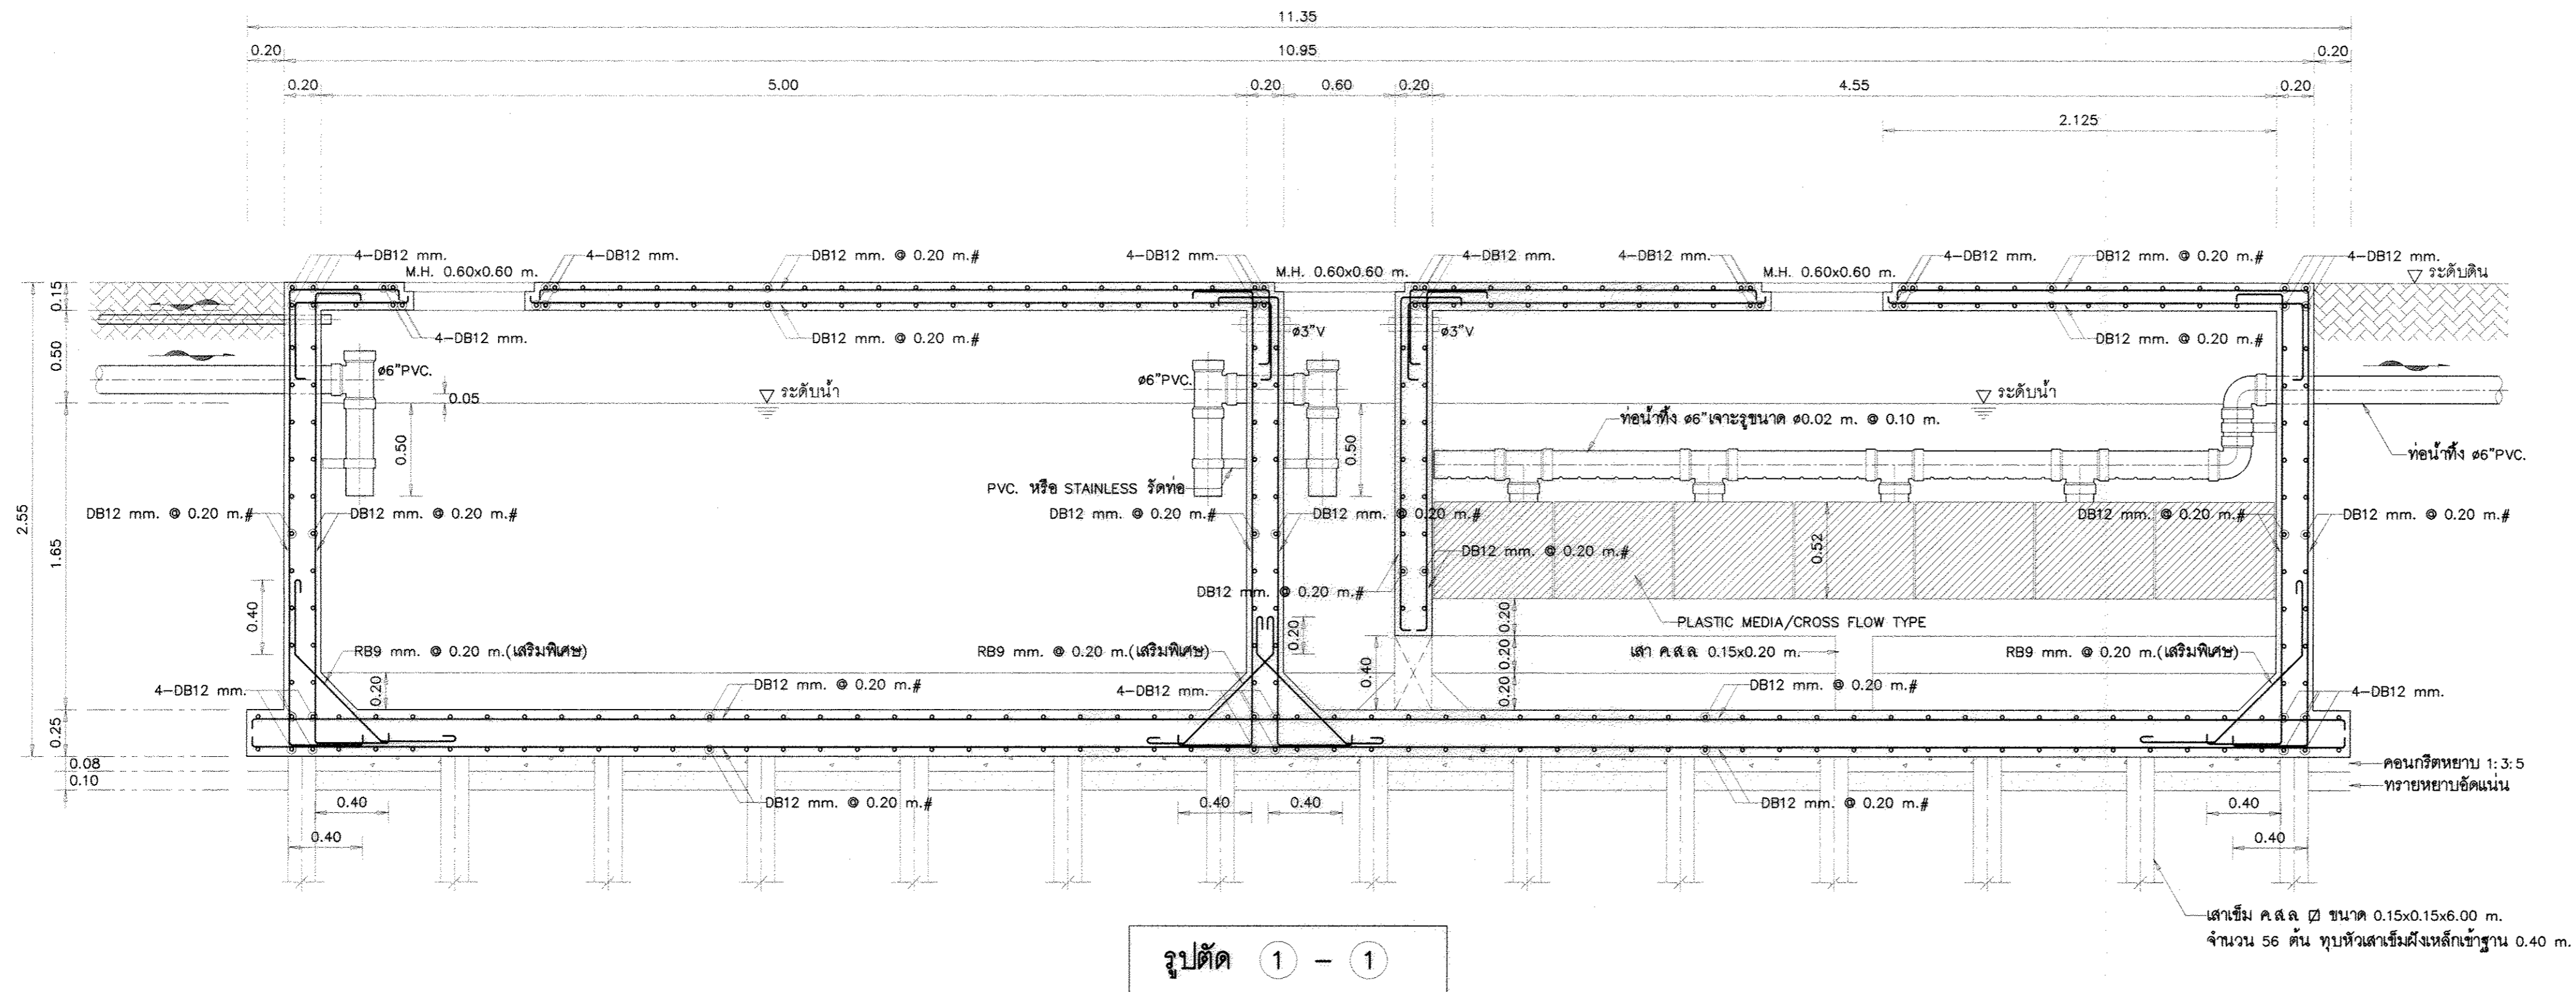 11.35
0.20 10.95 0.20
0.20 5.00 0.20 0.60 0.20 4.55 0.20
2.125
4-DB12 mm. 4-DB12 mm. DB12 mm. @ 0.20 m.# 4-DB12 mm. 4-DB12 mm. 4-DB12 mm. 4-DB12 mm. DB12 mm. @ 0.20 m.# 4-DB12 mm.
M.H. 0.60x0.60 m. M.H. 0.60x0.60 m. M.H. 0.60x0.60 m. ระดับดิน
0.15
4-DB12 mm. DB12 mm. @ 0.20 m.# ø3"V ø3"V DB12 mm. @ 0.20 m.#
0.50
ø6"PVC. ø6"PVC.
0.05 ระดับน้ำ ระดับน้ำ
0.50 0.50
ท่อน้ำทิ้ง ø6"เจาะรูขนาด ø0.02 m. @ 0.10 m.
ท่อน้ำทิ้ง ø6"PVC.
PVC. หรือ STAINLESS รัดท่อ
2.55
DB12 mm. @ 0.20 m.# DB12 mm. @ 0.20 m.# DB12 mm. @ 0.20 m.# DB12 mm. @ 0.20 m.# DB12 mm. @ 0.20 m.# DB12 mm. @ 0.20 m.#
1.65
DB12 mm. @ 0.20 m.# 0.52
DB12 mm. @ 0.20 m.#
0.40 0.20 0.20
PLASTIC MEDIA/CROSS FLOW TYPE
RB9 mm. @ 0.20 m.(เสริมพิเศษ) RB9 mm. @ 0.20 m.(เสริมพิเศษ) 0.40 0.20 เสา ค.ส.ล. 0.15x0.20 m. RB9 mm. @ 0.20 m.(เสริมพิเศษ)
4-DB12 mm. 0.20 DB12 mm. @ 0.20 m.# 4-DB12 mm. 0.20 DB12 mm. @ 0.20 m.# 4-DB12 mm.
0.25
0.08 คอนกรีตหยาบ 1:3:5
0.10 ทรายหยาบอัดแน่น
0.40 DB12 mm. @ 0.20 m.# 0.40 0.40 DB12 mm. @ 0.20 m.# 0.40
0.40 0.40
เสาเข็ม ค.ส.ล. ขนาด 0.15x0.15x6.00 m.
จำนวน 56 ต้น ทุบหัวเสาเข็มฝังเหล็กเข้าฐาน 0.40 m.
รูปตัด 1 - 1